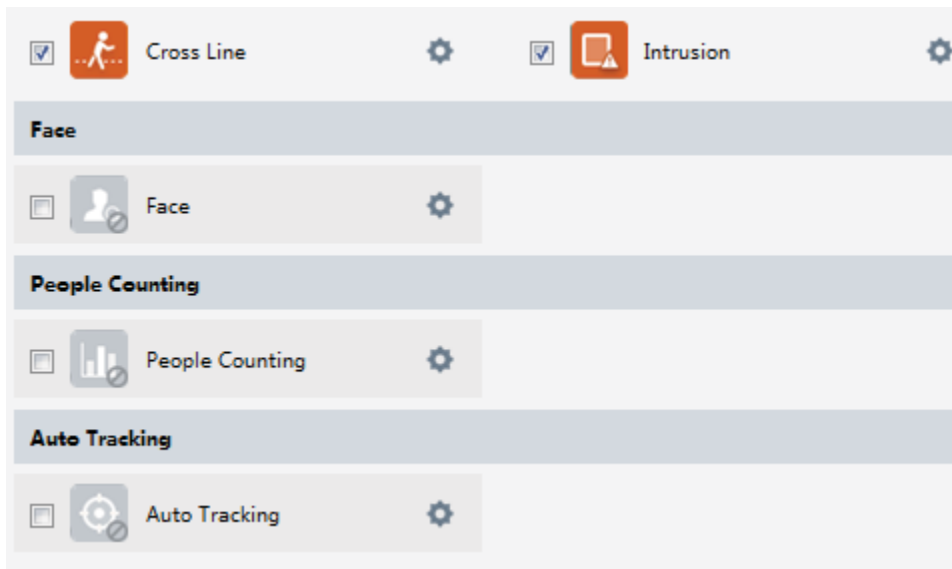 Cross Line Intrusion
Face
Face
People Counting
People Counting
Auto Tracking
Auto Tracking